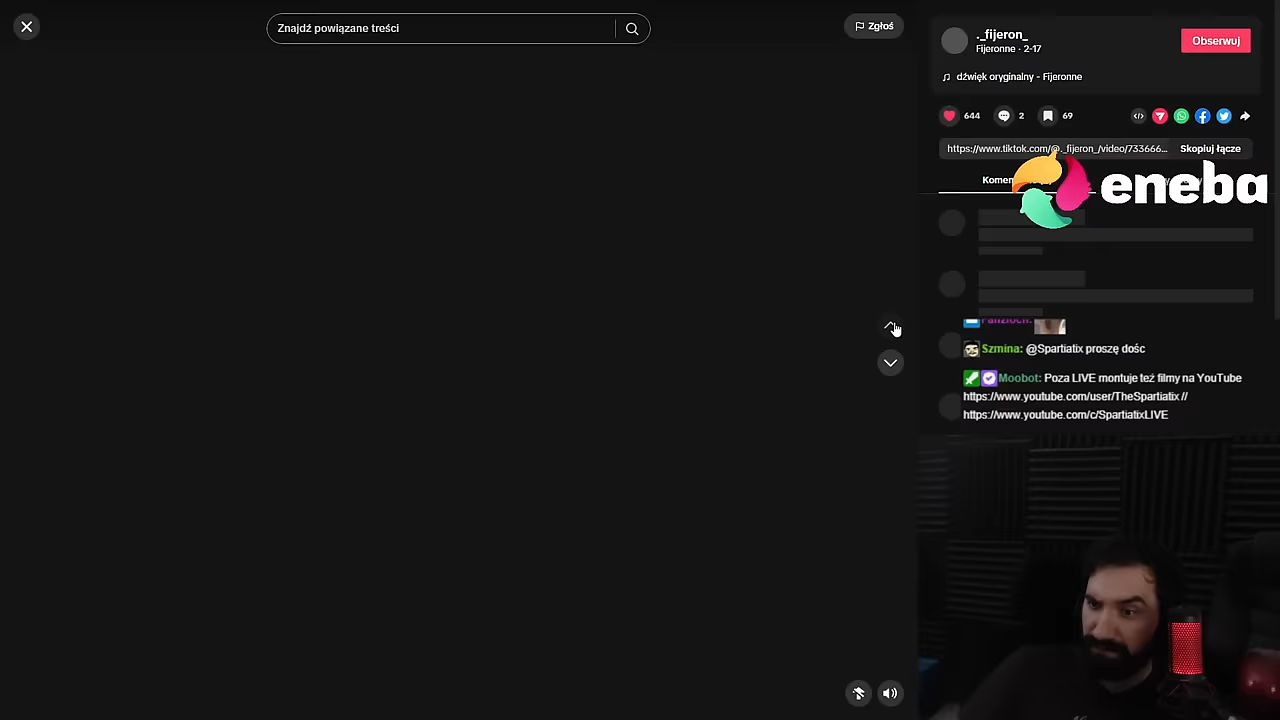 Znajdź powiązane treści
Zgłoś
._fijeron_
Fijeronne · 2-17
Obserwuj
dźwięk oryginalny - Fijeronne
644
2
69
https://www.tiktok.com/@._fijeron_/video/733666...
Skopiuj łącze
eneba
Szmina: @Spartiatix proszę dośc
Moobot: Poza LIVE montuje też filmy na YouTube
https://www.youtube.com/user/TheSpartiatix //
https://www.youtube.com/c/SpartiatixLIVE